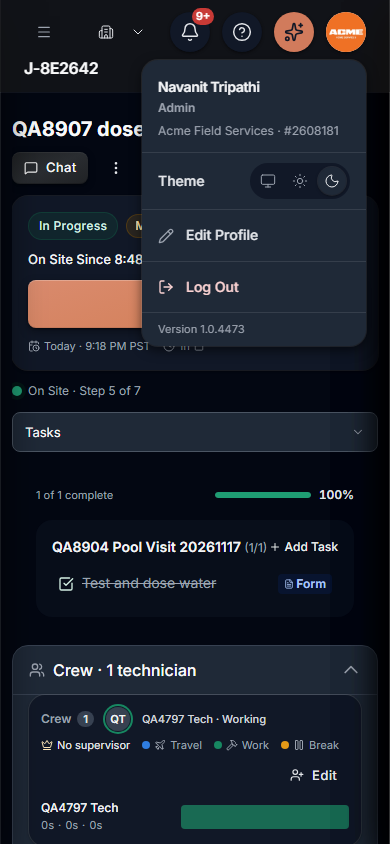 9+
ACME
J-8E2642
Navanit Tripathi
Admin
Acme Field Services · #2608181
QA8907 dose
Theme
Chat
Edit Profile
In Progress
On Site Since 8:48
Log Out
Version 1.0.4473
Today · 9:18 PM PST
On Site · Step 5 of 7
Tasks
1 of 1 complete
100%
QA8904 Pool Visit 20261117 (1/1) + Add Task
Test and dose water
Form
Crew · 1 technician
Crew 1 QT QA4797 Tech · Working
No supervisor Travel Work Break
Edit
QA4797 Tech
0s · 0s · 0s